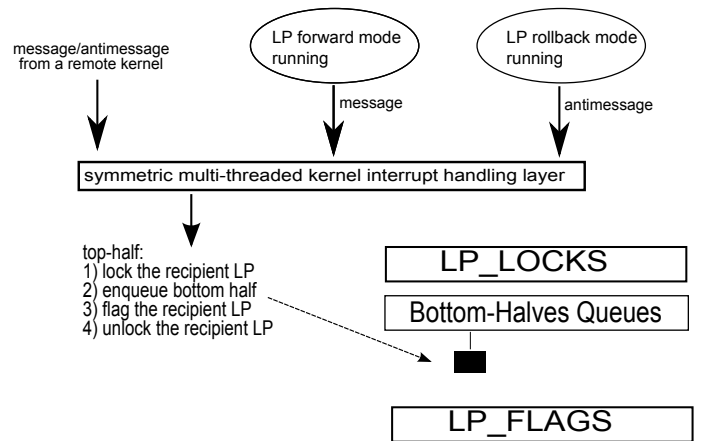 message/antimessage
from a remote kernel
LP forward mode
running
LP rollback mode
running
message
antimessage
symmetric multi-threaded kernel interrupt handling layer
top-half:
1) lock the recipient LP
2) enqueue bottom half
3) flag the recipient LP
4) unlock the recipient LP
LP_LOCKS
Bottom-Halves Queues
LP_FLAGS